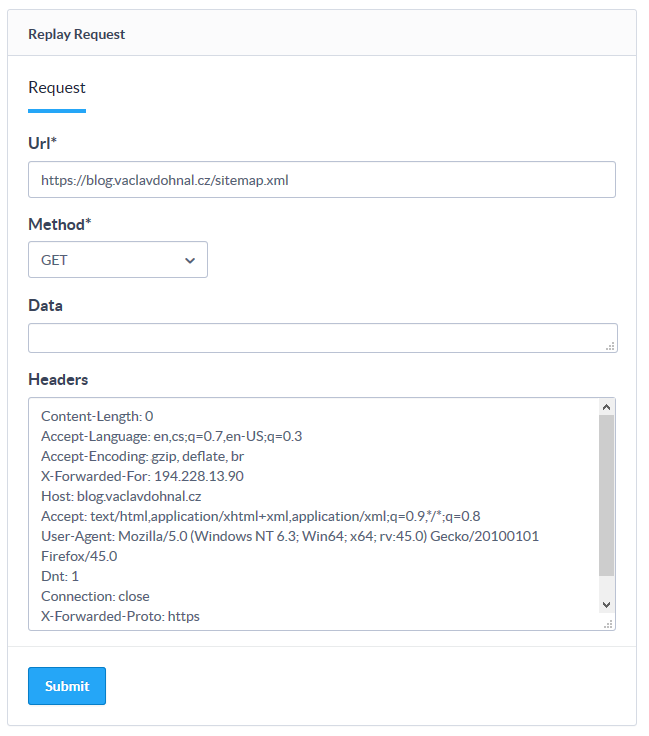 Replay Request
Request
Url*
https://blog.vaclavdohnal.cz/sitemap.xml
Method*
GET
Data
Headers
Content-Length: 0
Accept-Language: en,cs;q=0.7,en-US;q=0.3
Accept-Encoding: gzip, deflate, br
X-Forwarded-For: 194.228.13.90
Host: blog.vaclavdohnal.cz
Accept: text/html,application/xhtml+xml,application/xml;q=0.9,*/*;q=0.8
User-Agent: Mozilla/5.0 (Windows NT 6.3; Win64; x64; rv:45.0) Gecko/20100101
Firefox/45.0
Dnt: 1
Connection: close
X-Forwarded-Proto: https
Submit